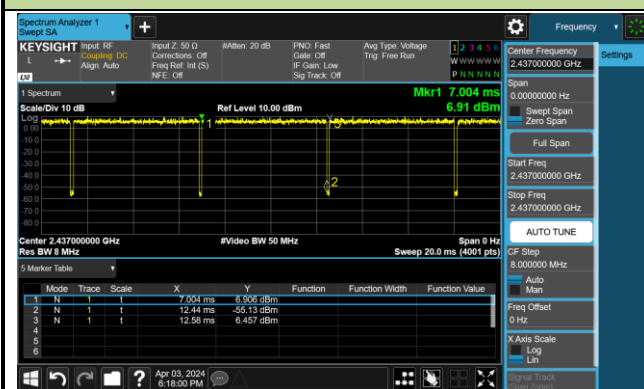 Spectrum Analyzer 1
Swept SA
+
Frequency
KEYSIGHT Input: RF
Coupling: DC
Align: Auto
L
LXI
Input Z: 50 Ω
Corrections: Off
Freq Ref: Int (S)
NFE: Off
#Atten: 20 dB
PNO: Fast
Gate: Off
IF Gain: Low
Sig Track: Off
Avg Type: Voltage
Trig: Free Run
1 2 3 4 5 6
W W W W W W
P N N N N N
1 Spectrum
Scale/Div 10 dB
Ref Level 10.00 dBm
Mkr1 7.004 ms
6.91 dBm
Log
0.00
-10.0
-20.0
-30.0
-40.0
-50.0
-60.0
-70.0
-80.0
1
3
2
Center 2.437000000 GHz
Res BW 8 MHz
#Video BW 50 MHz
Span 0 Hz
Sweep 20.0 ms (4001 pts)
5 Marker Table
Mode Trace Scale X Y Function Function Width Function Value
1 N 1 t 7.004 ms 6.906 dBm
2 N 1 t 12.44 ms -55.13 dBm
3 N 1 t 12.58 ms 6.457 dBm
4
5
6
Apr 03, 2024
6:18:00 PM
?
Center Frequency
2.437000000 GHz
Settings
Span
0.00000000 Hz
Swept Span
Zero Span
Full Span
Start Freq
2.437000000 GHz
Stop Freq
2.437000000 GHz
AUTO TUNE
CF Step
8.000000 MHz
Auto
Man
Freq Offset
0 Hz
X Axis Scale
Log
Lin
Signal Track
(Span Zoom)